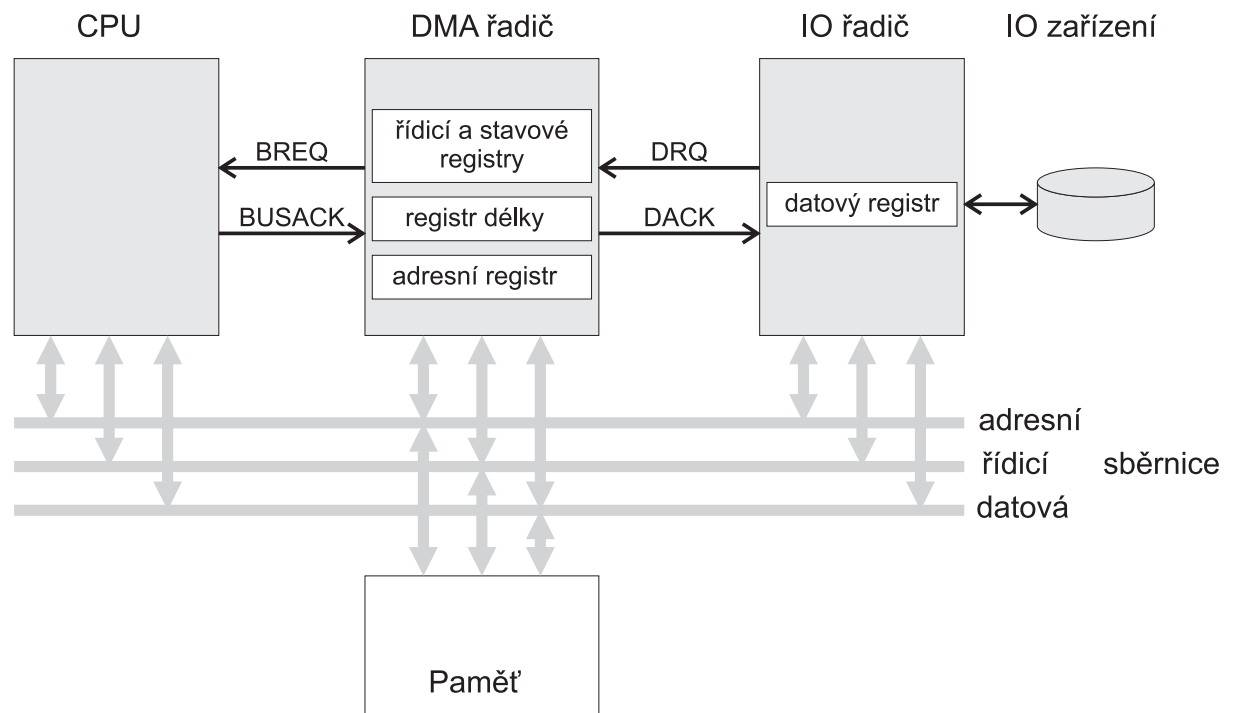 CPU
DMA řadič
IO řadič
IO zařízení
řídicí a stavové
registry
BREQ
DRQ
datový registr
registr délky
BUSACK
DACK
adresní registr
adresní
řídicí sběrnice
datová
Paměť